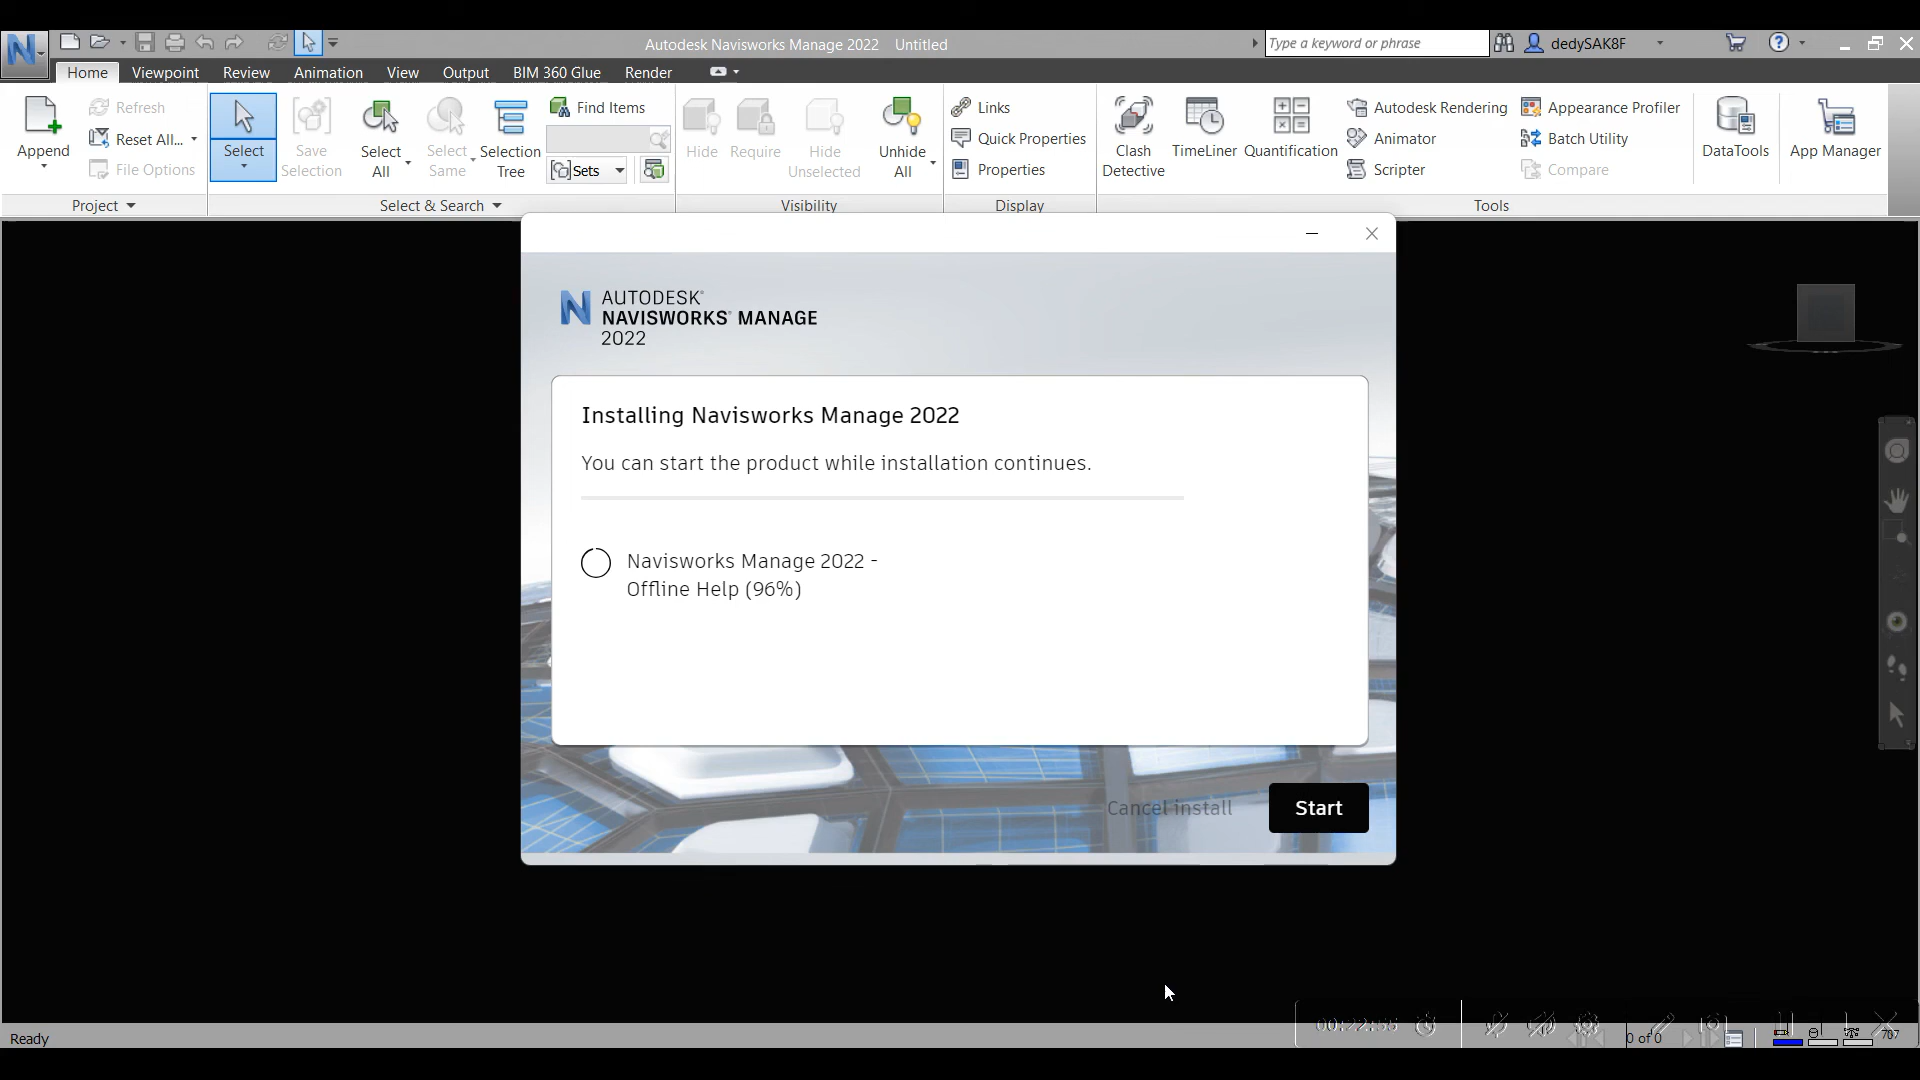 Autodesk Navisworks Manage 2022 Untitled
Type a keyword or phrase
dedySAK8F
Home Viewpoint Review Animation View Output BIM 360 Glue Render
Append
Refresh
Reset All...
File Options
Project
Select
Save
Selection
Select
All
Select
Same
Selection
Tree
Find Items
Sets
Select & Search
Hide
Require
Hide
Unselected
Unhide
All
Visibility
Links
Quick Properties
Properties
Display
Clash
Detective
TimeLiner
Quantification
Autodesk Rendering
Animator
Scripter
Appearance Profiler
Batch Utility
Compare
DataTools
App Manager
Tools
AUTODESK®
NAVISWORKS® MANAGE
2022
Installing Navisworks Manage 2022
You can start the product while installation continues.
Navisworks Manage 2022 -
Offline Help (96%)
Cancel install
Start
Ready
0 of 0